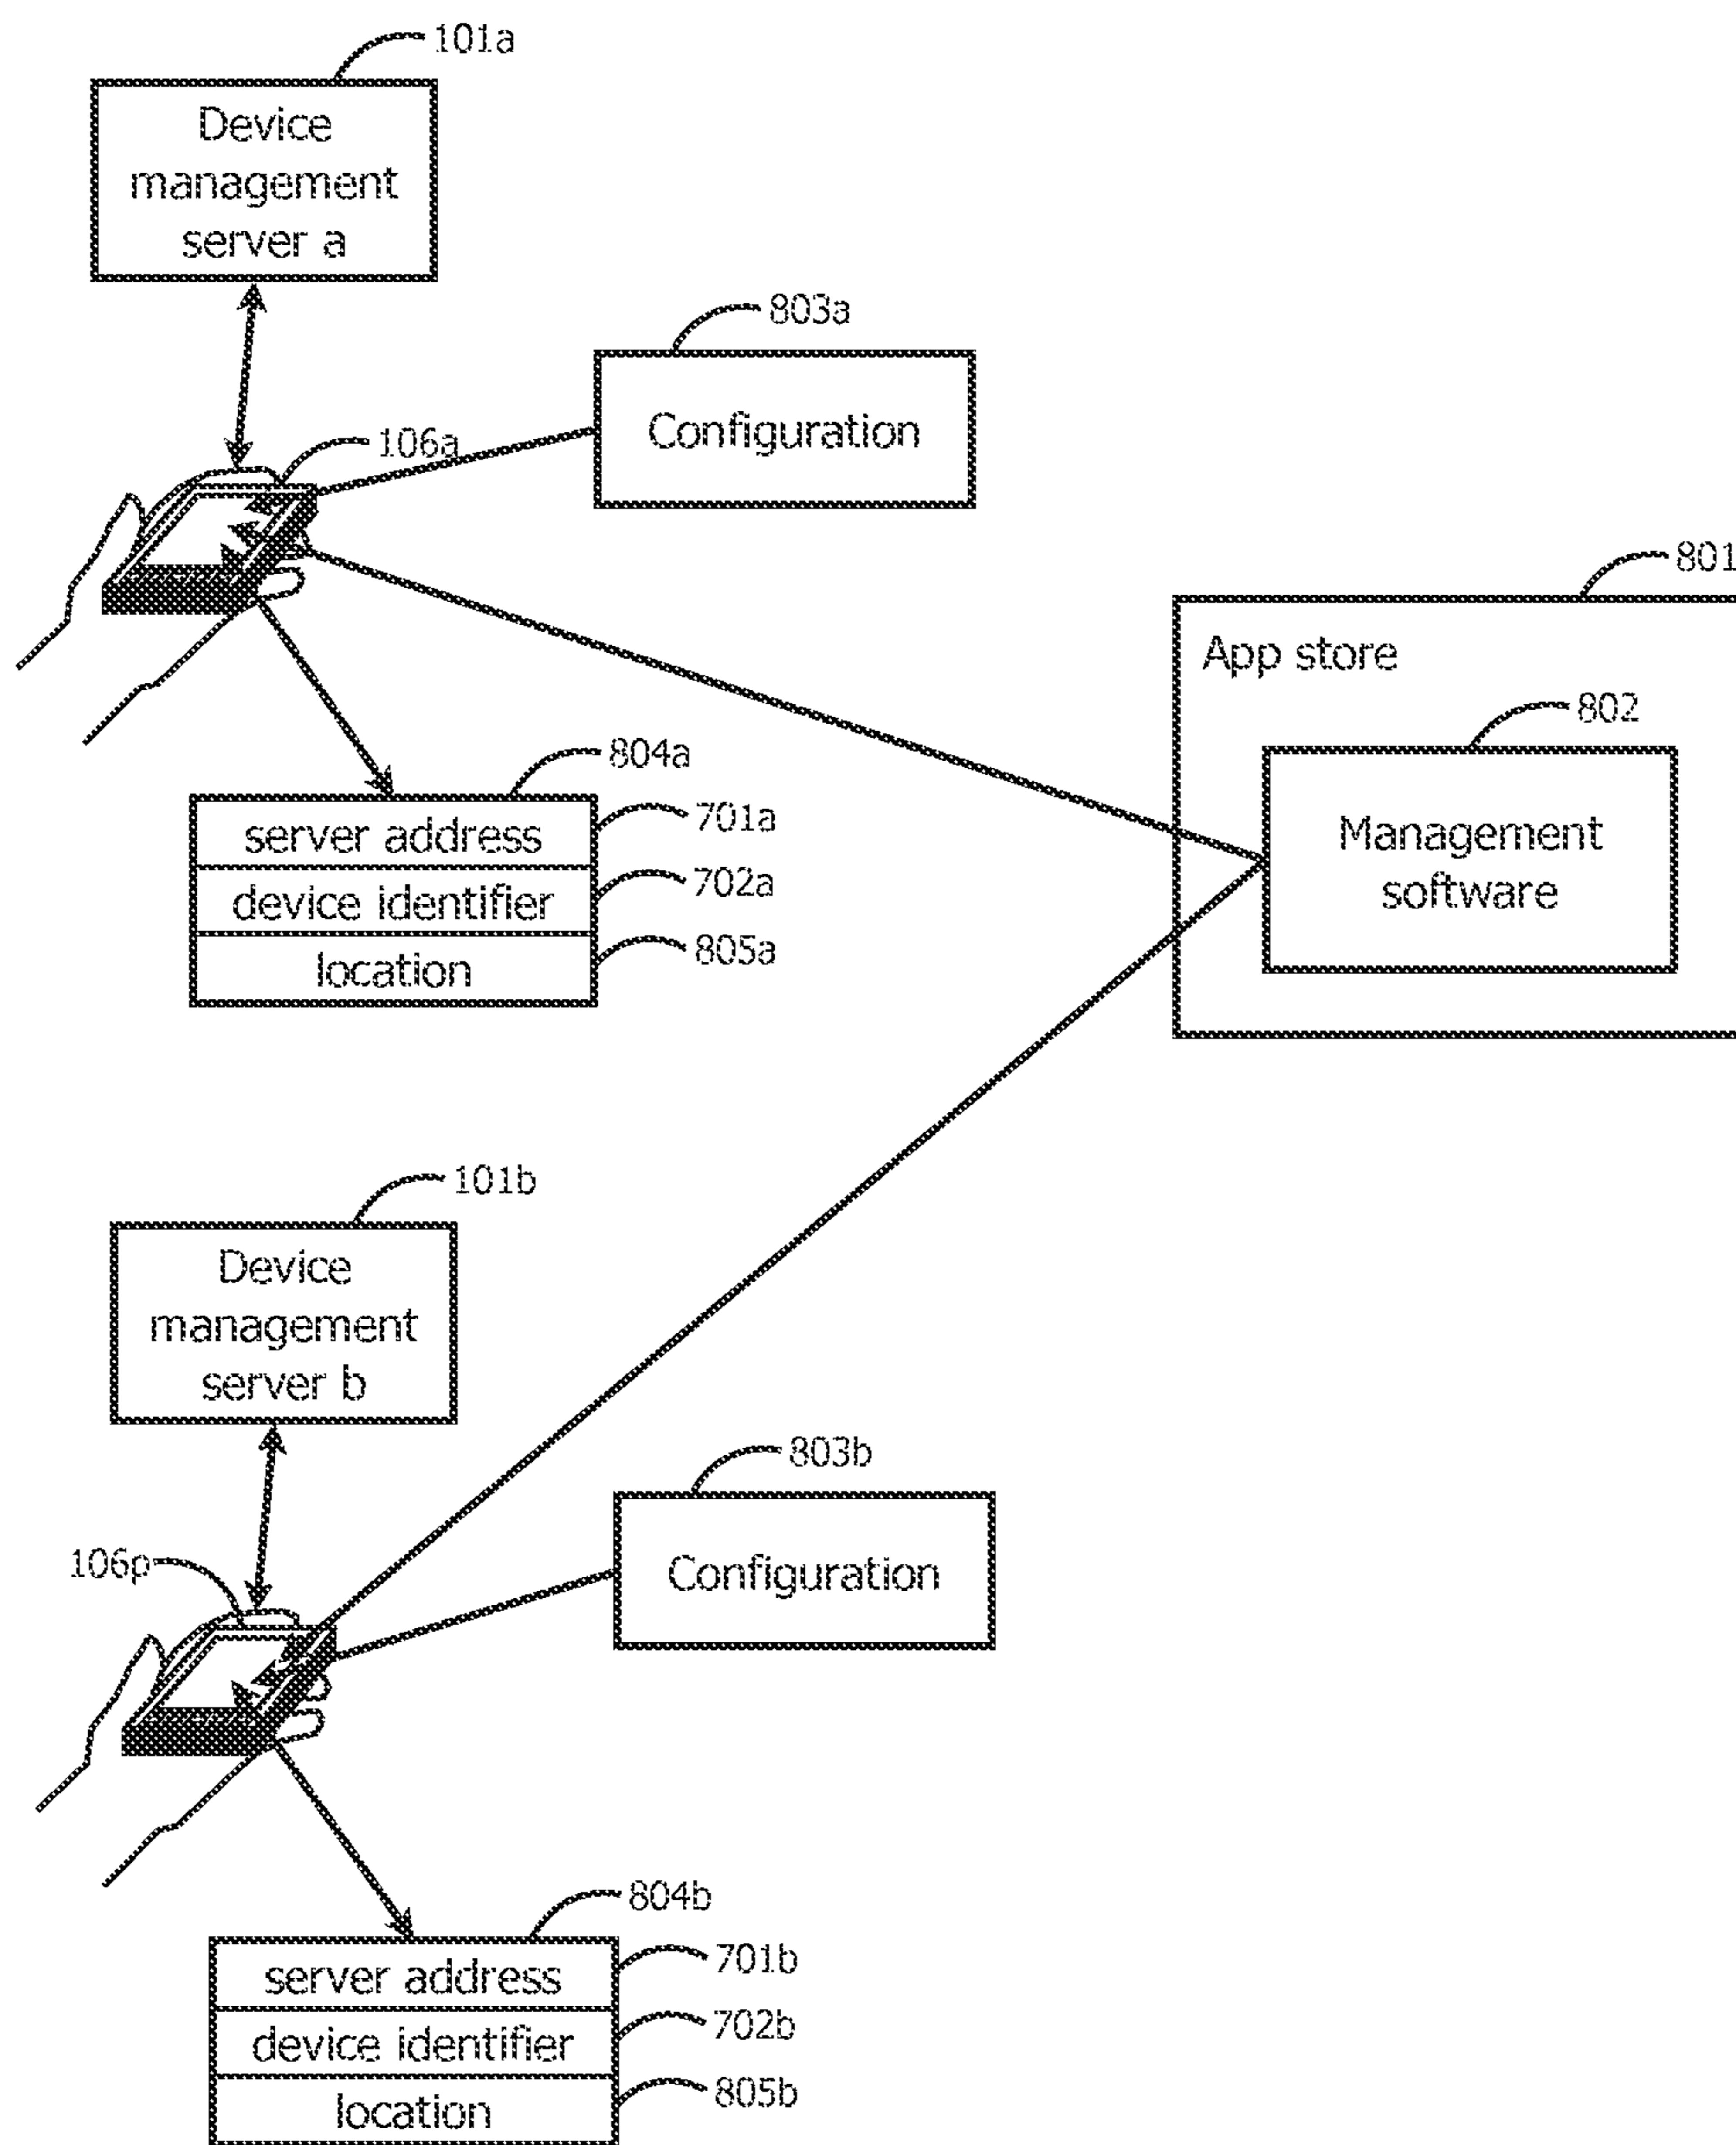 101a
Device
management
server a
803a
Configuration
106a
801
App store
802
Management
software
804a
server address
701a
device identifier
702a
location
805a
101b
Device
management
server b
803b
Configuration
106p
804b
server address
701b
device identifier
702b
location
805b